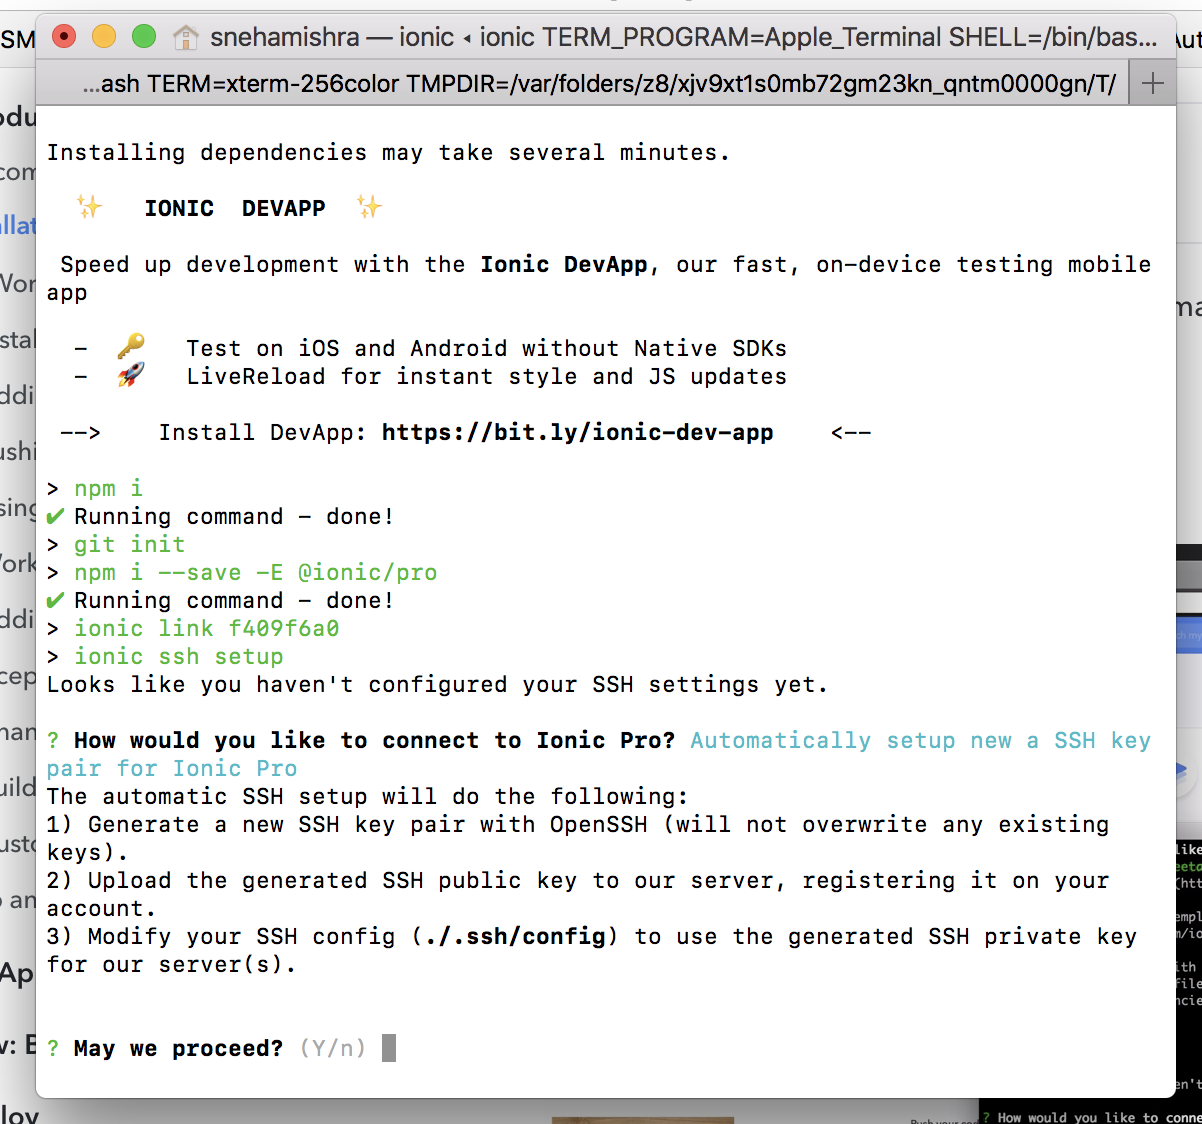 snehamishra — ionic ◂ ionic TERM_PROGRAM=Apple_Terminal SHELL=/bin/bas...
...ash TERM=xterm-256color TMPDIR=/var/folders/z8/xjv9xt1s0mb72gm23kn_qntm0000gn/T/
Installing dependencies may take several minutes.
✨ IONIC DEVAPP ✨
Speed up development with the Ionic DevApp, our fast, on-device testing mobile
app
- 🔑 Test on iOS and Android without Native SDKs
- 🚀 LiveReload for instant style and JS updates
--> Install DevApp: https://bit.ly/ionic-dev-app <--
> npm i
✔ Running command - done!
> git init
> npm i --save -E @ionic/pro
✔ Running command - done!
> ionic link f409f6a0
> ionic ssh setup
Looks like you haven't configured your SSH settings yet.
? How would you like to connect to Ionic Pro? Automatically setup new a SSH key
pair for Ionic Pro
The automatic SSH setup will do the following:
1) Generate a new SSH key pair with OpenSSH (will not overwrite any existing
keys).
2) Upload the generated SSH public key to our server, registering it on your
account.
3) Modify your SSH config (./.ssh/config) to use the generated SSH private key
for our server(s).
? May we proceed? (Y/n)
? How would you like to conne